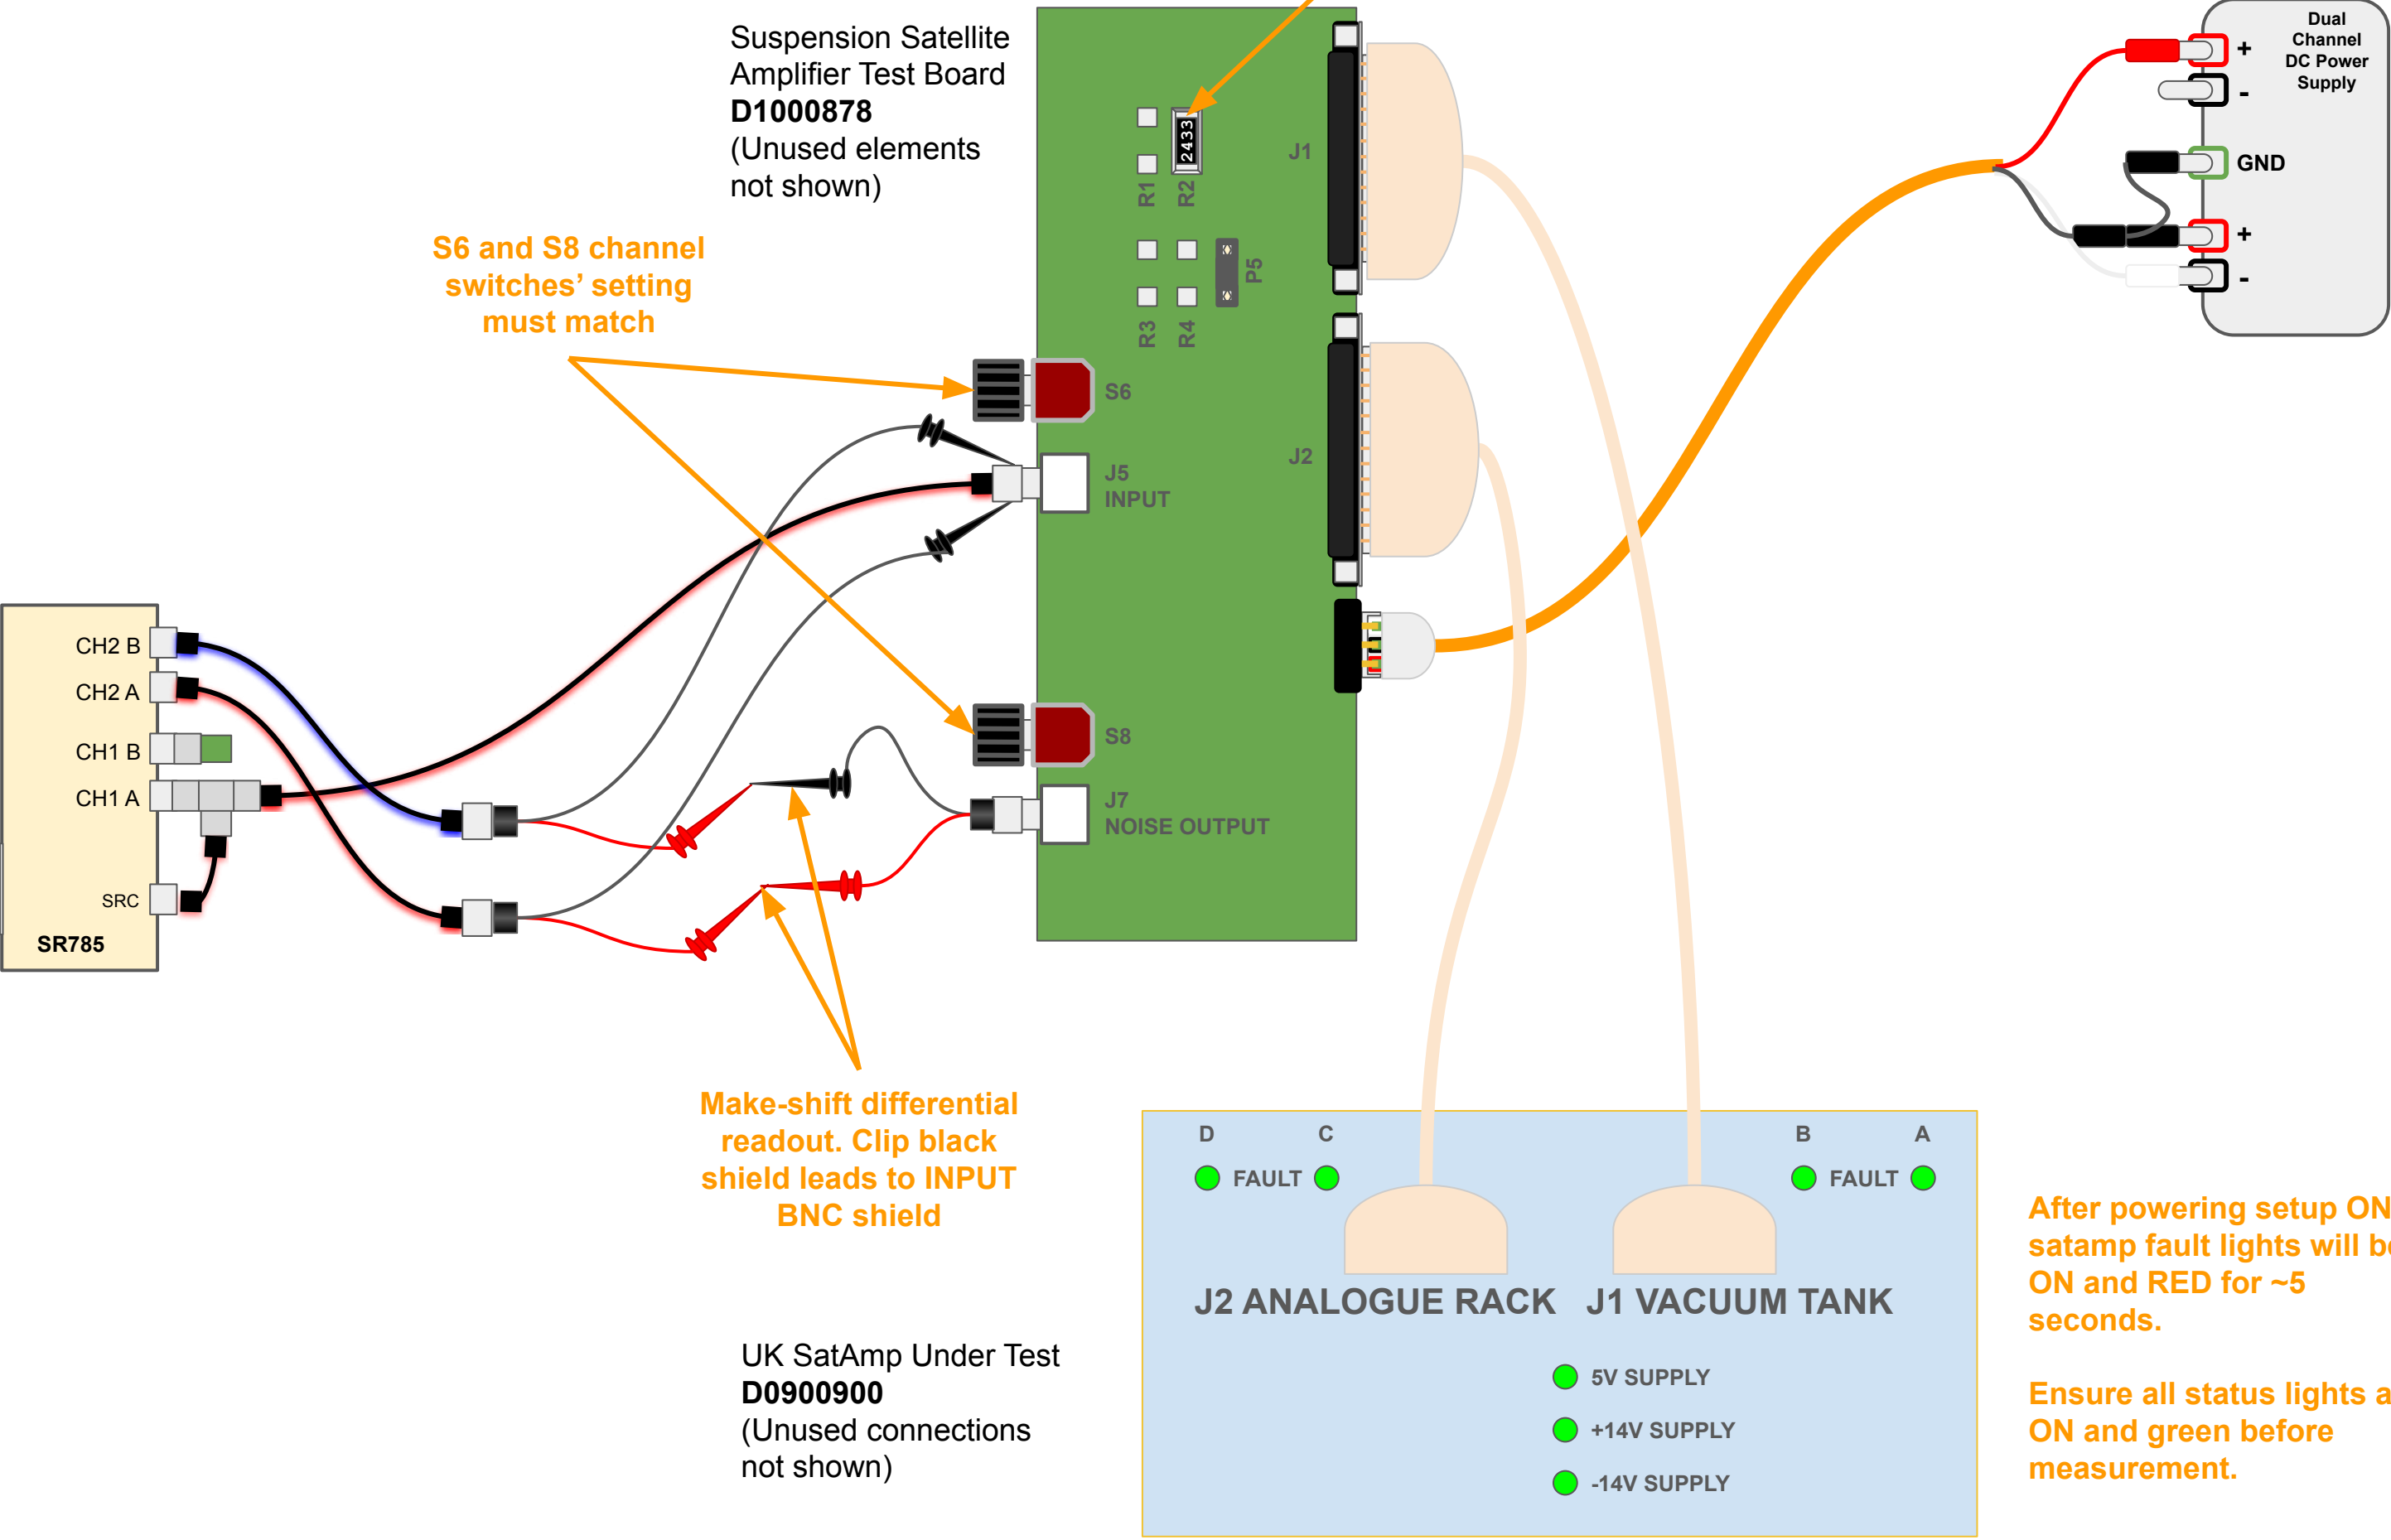 Suspension Satellite
Amplifier Test Board
D1000878
(Unused elements
not shown)
Dual
Channel
DC Power
Supply
+
-
GND
+
-
2433
R1
R2
J1
S6 and S8 channel
switches’ setting
must match
P5
R3
R4
S6
J5
INPUT
J2
CH2 B
CH2 A
CH1 B
CH1 A
SRC
SR785
S8
J7
NOISE OUTPUT
Make-shift differential
readout. Clip black
shield leads to INPUT
BNC shield
D
C
B
A
FAULT
FAULT
J2 ANALOGUE RACK
J1 VACUUM TANK
5V SUPPLY
+14V SUPPLY
-14V SUPPLY
UK SatAmp Under Test
D0900900
(Unused connections
not shown)
After powering setup ON
satamp fault lights will
ON and RED for ~5
seconds.
Ensure all status lights
ON and green before
measurement.